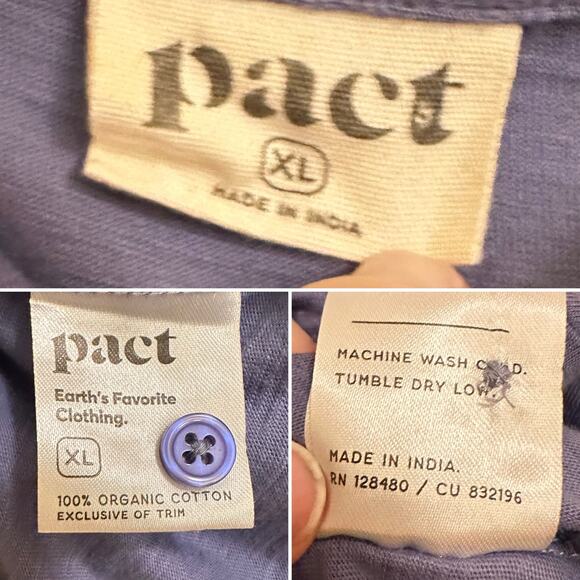 pact
XL
MADE IN INDIA
pact
Earth's Favorite
Clothing.
XL
100% ORGANIC COTTON
EXCLUSIVE OF TRIM
MACHINE WASH
TUMBLE DRY LOW.
MADE IN INDIA.
RN 128480 / CU 832196